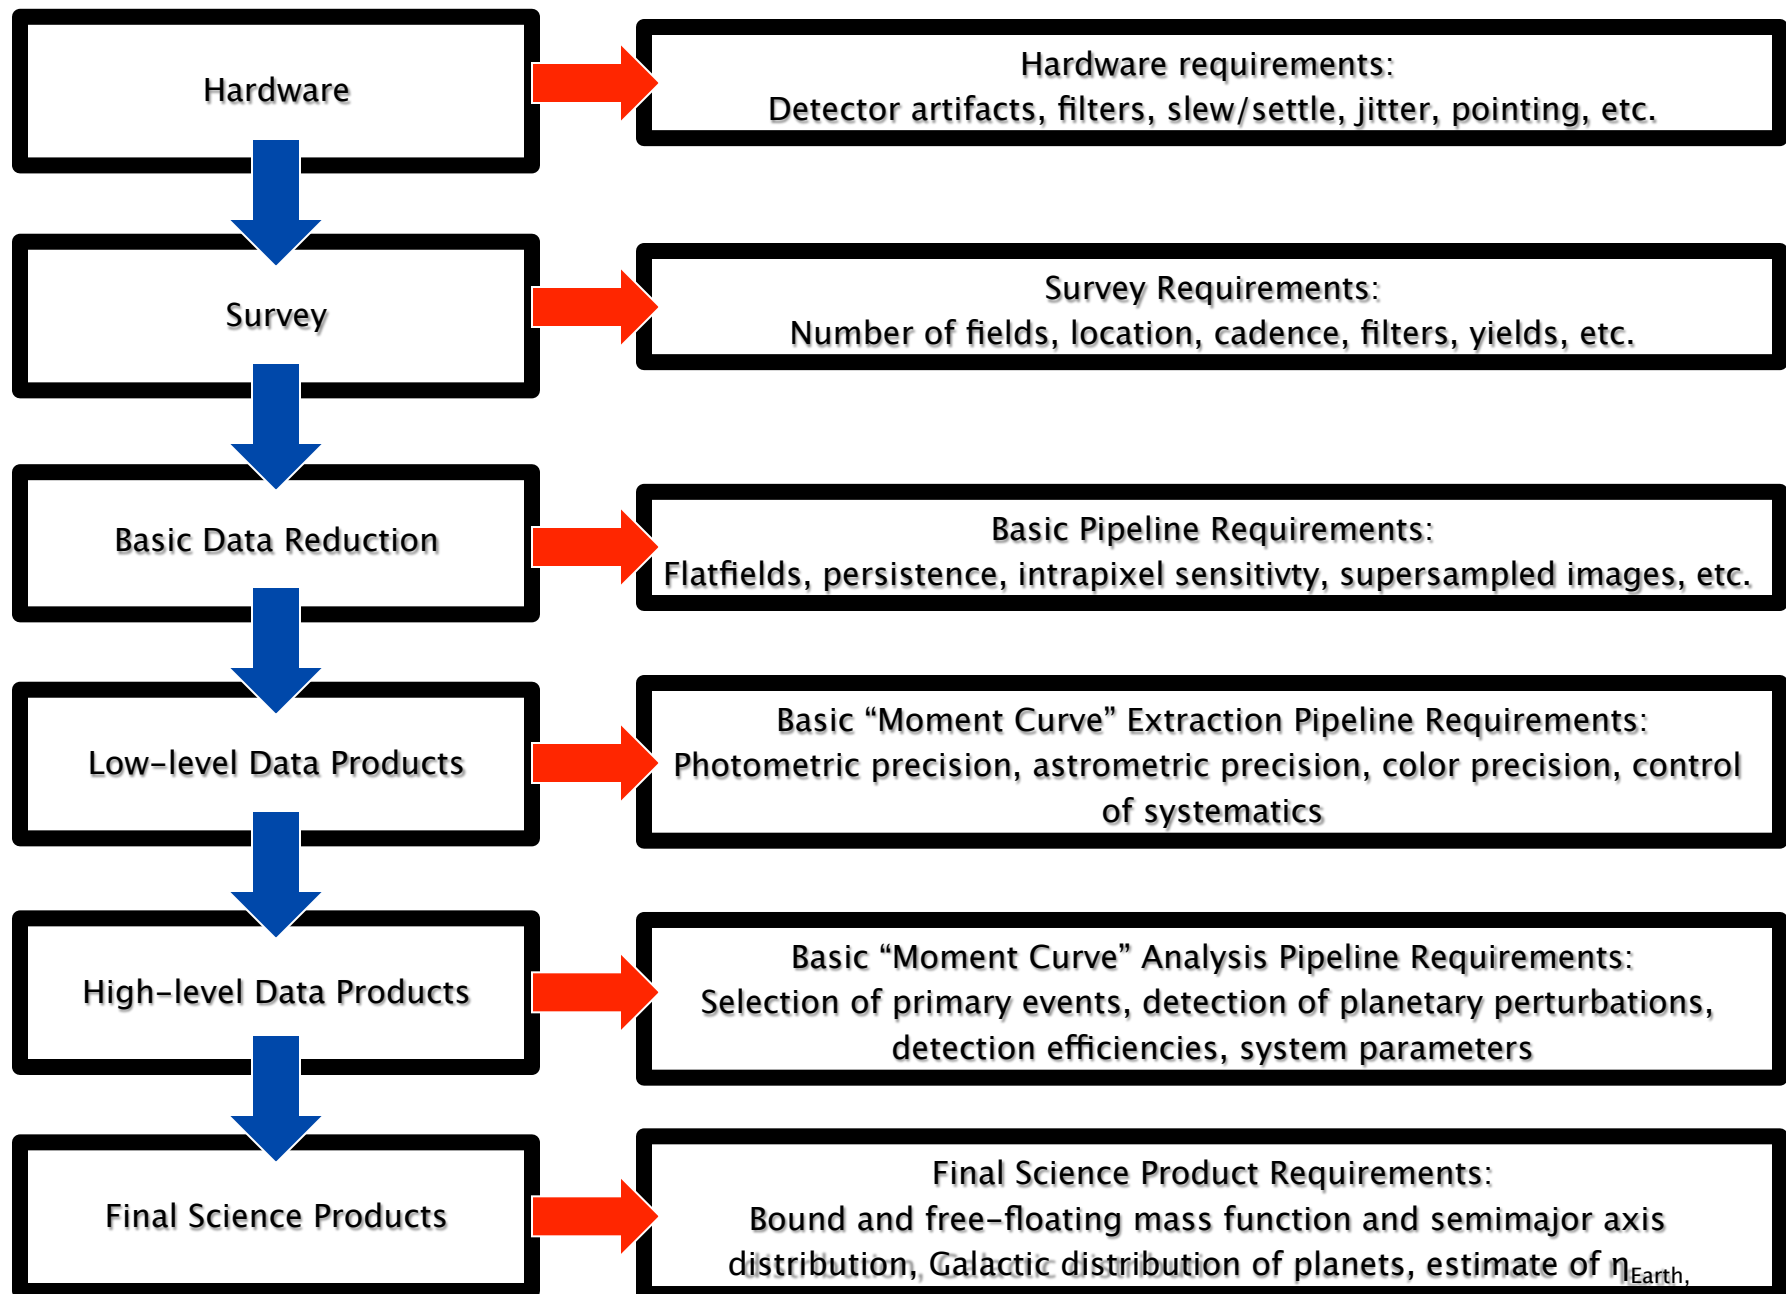 Hardware
Hardware requirements:
Detector artifacts, filters, slew/settle, jitter, pointing, etc.
Survey
Survey Requirements:
Number of fields, location, cadence, filters, yields, etc.
Basic Data Reduction
Basic Pipeline Requirements:
Flatfields, persistence, intrapixel sensitivty, supersampled images, etc.
Low-level Data Products
Basic “Moment Curve” Extraction Pipeline Requirements:
Photometric precision, astrometric precision, color precision, control
of systematics
High-level Data Products
Basic “Moment Curve” Analysis Pipeline Requirements:
Selection of primary events, detection of planetary perturbations,
detection efficiencies, system parameters
Final Science Products
Final Science Product Requirements:
Bound and free-floating mass function and semimajor axis
distribution, Galactic distribution of planets, estimate of ηEarth,